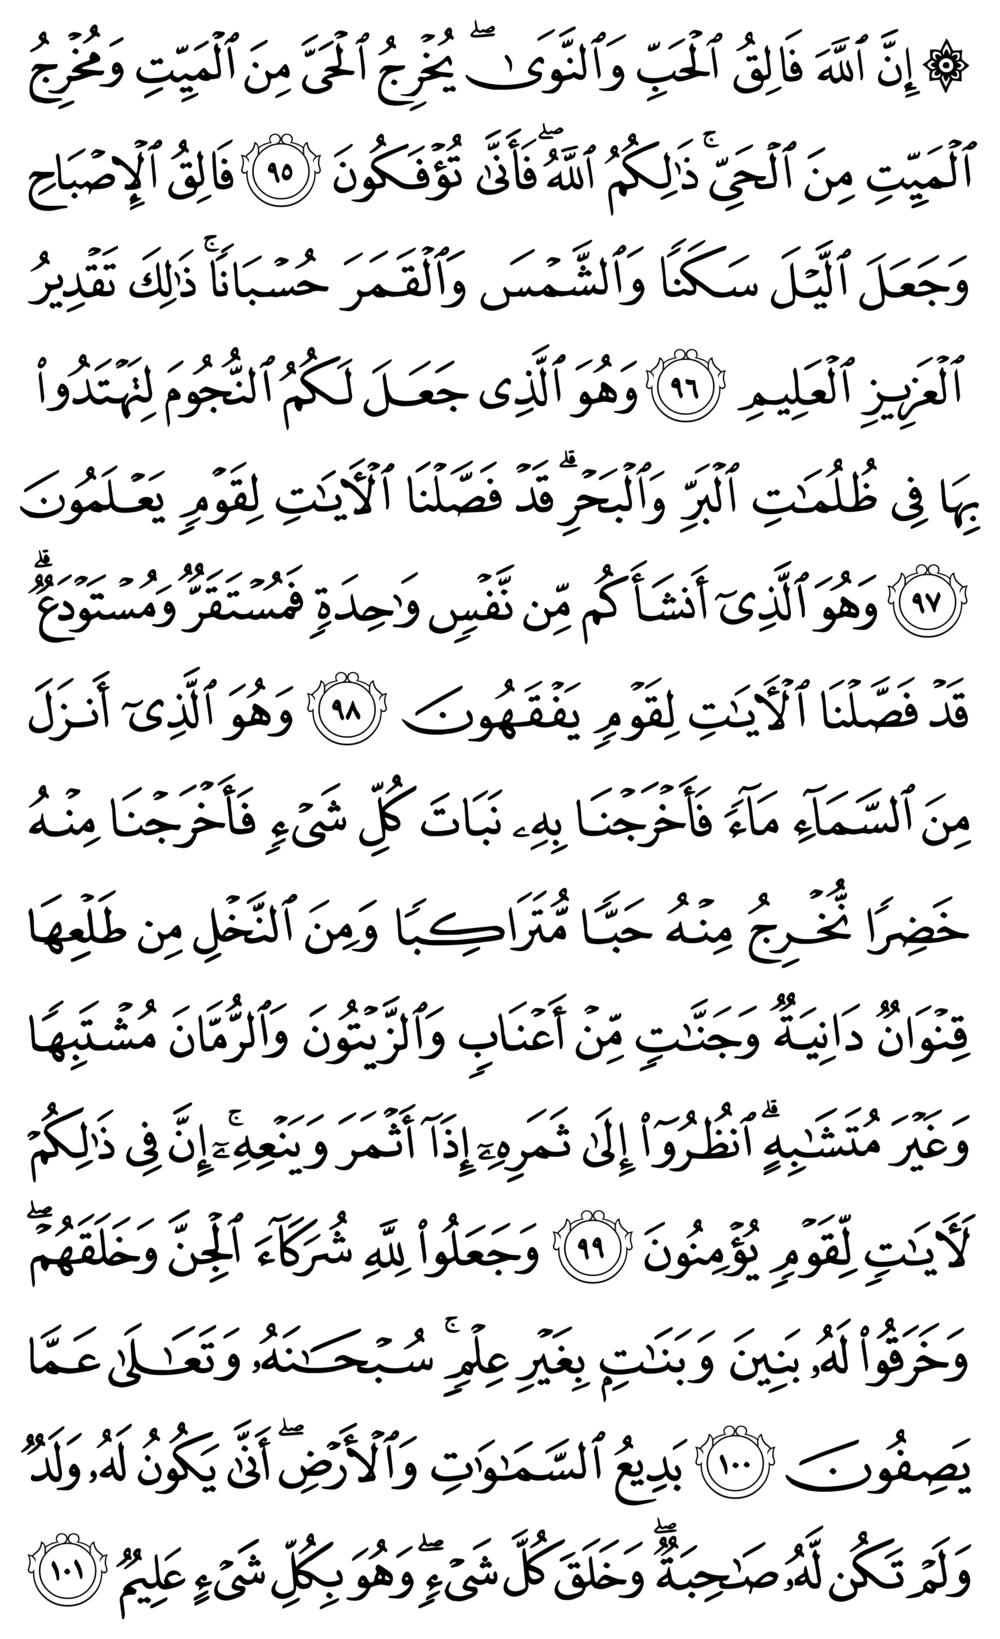 ۞ إِنَّ ٱللَّهَ فَالِقُ ٱلْحَبِّ وَٱلنَّوَىٰ ۖ يُخْرِجُ ٱلْحَىَّ مِنَ ٱلْمَيِّتِ وَمُخْرِجُ
ٱلْمَيِّتِ مِنَ ٱلْحَىِّ ۚ ذَٰلِكُمُ ٱللَّهُ ۖ فَأَنَّىٰ تُؤْفَكُونَ ٩٥ فَالِقُ ٱلْإِصْبَاحِ
وَجَعَلَ ٱلَّيْلَ سَكَنًا وَٱلشَّمْسَ وَٱلْقَمَرَ حُسْبَانًا ۚ ذَٰلِكَ تَقْدِيرُ
ٱلْعَزِيزِ ٱلْعَلِيمِ ٩٦ وَهُوَ ٱلَّذِى جَعَلَ لَكُمُ ٱلنُّجُومَ لِتَهْتَدُوا۟
بِهَا فِى ظُلُمَـٰتِ ٱلْبَرِّ وَٱلْبَحْرِ ۗ قَدْ فَصَّلْنَا ٱلْـَٔايَـٰتِ لِقَوْمٍ يَعْلَمُونَ
٩٧ وَهُوَ ٱلَّذِىٓ أَنشَأَكُم مِّن نَّفْسٍ وَٰحِدَةٍ فَمُسْتَقَرٌّ وَمُسْتَوْدَعٌ ۗ
قَدْ فَصَّلْنَا ٱلْـَٔايَـٰتِ لِقَوْمٍ يَفْقَهُونَ ٩٨ وَهُوَ ٱلَّذِىٓ أَنزَلَ
مِنَ ٱلسَّمَآءِ مَآءً فَأَخْرَجْنَا بِهِۦ نَبَاتَ كُلِّ شَىْءٍ فَأَخْرَجْنَا مِنْهُ
خَضِرًا نُّخْرِجُ مِنْهُ حَبًّا مُّتَرَاكِبًا وَمِنَ ٱلنَّخْلِ مِن طَلْعِهَا
قِنْوَانٌ دَانِيَةٌ وَجَنَّـٰتٍ مِّنْ أَعْنَابٍ وَٱلزَّيْتُونَ وَٱلرُّمَّانَ مُشْتَبِهًا
وَغَيْرَ مُتَشَـٰبِهٍ ۗ ٱنظُرُوٓا۟ إِلَىٰ ثَمَرِهِۦٓ إِذَآ أَثْمَرَ وَيَنْعِهِۦٓ ۚ إِنَّ فِى ذَٰلِكُمْ
لَـَٔايَـٰتٍ لِّقَوْمٍ يُؤْمِنُونَ ٩٩ وَجَعَلُوا۟ لِلَّهِ شُرَكَآءَ ٱلْجِنَّ وَخَلَقَهُمْ ۖ
وَخَرَقُوا۟ لَهُۥ بَنِينَ وَبَنَـٰتٍۭ بِغَيْرِ عِلْمٍ ۚ سُبْحَـٰنَهُۥ وَتَعَـٰلَىٰ عَمَّا
يَصِفُونَ ١٠٠ بَدِيعُ ٱلسَّمَـٰوَٰتِ وَٱلْأَرْضِ ۖ أَنَّىٰ يَكُونُ لَهُۥ وَلَدٌ
وَلَمْ تَكُن لَّهُۥ صَـٰحِبَةٌ ۖ وَخَلَقَ كُلَّ شَىْءٍ ۖ وَهُوَ بِكُلِّ شَىْءٍ عَلِيمٌ ١٠١